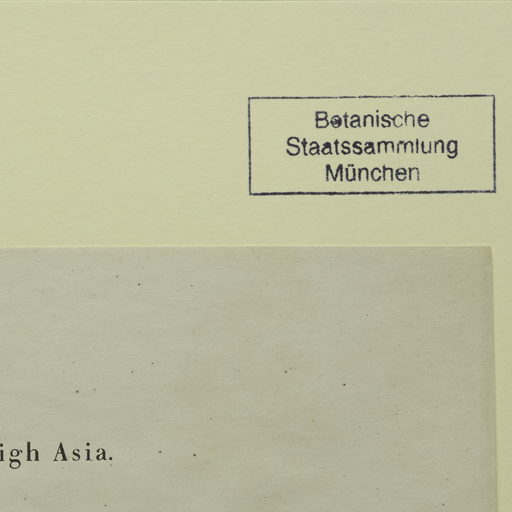 Botanische
Staatssammlung
München
igh Asia.